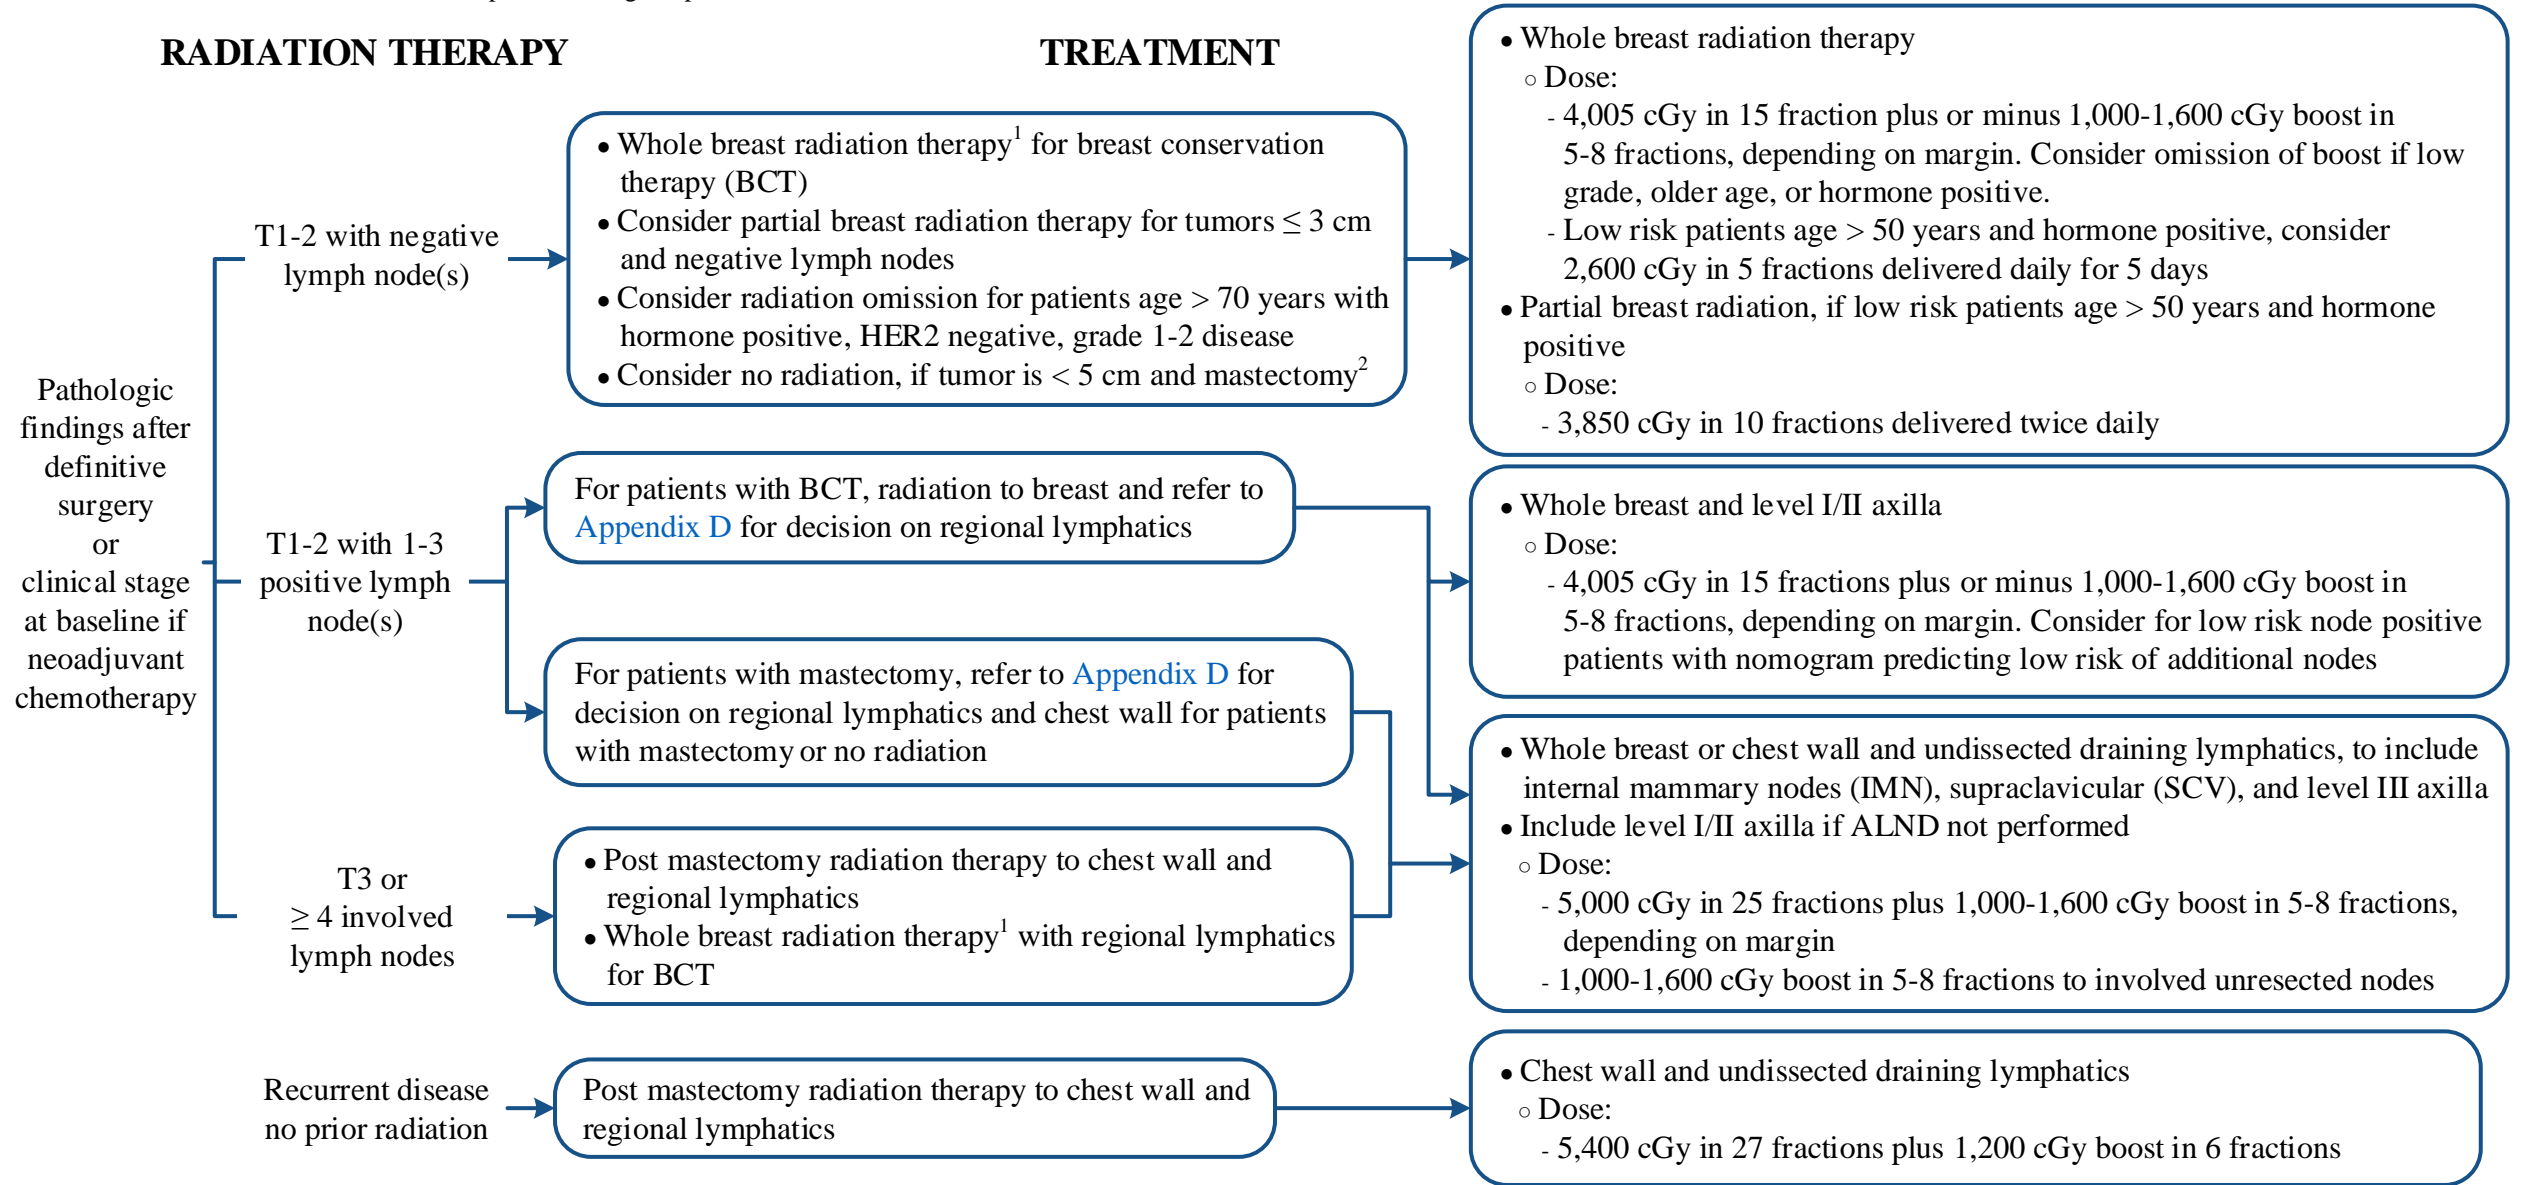 RADIATION THERAPY
TREATMENT
Pathologic
findings after
definitive
surgery
or
clinical stage
at baseline if
neoadjuvant
chemotherapy
T1-2 with negative
lymph node(s)
• Whole breast radiation therapy1 for breast conservation
therapy (BCT)
• Consider partial breast radiation therapy for tumors ≤ 3 cm
and negative lymph nodes
• Consider radiation omission for patients age > 70 years with
hormone positive, HER2 negative, grade 1-2 disease
• Consider no radiation, if tumor is < 5 cm and mastectomy2
• Whole breast radiation therapy
○ Dose:
- 4,005 cGy in 15 fraction plus or minus 1,000-1,600 cGy boost in
5-8 fractions, depending on margin. Consider omission of boost if low
grade, older age, or hormone positive.
- Low risk patients age > 50 years and hormone positive, consider
2,600 cGy in 5 fractions delivered daily for 5 days
• Partial breast radiation, if low risk patients age > 50 years and hormone
positive
○ Dose:
- 3,850 cGy in 10 fractions delivered twice daily
T1-2 with 1-3
positive lymph
node(s)
For patients with BCT, radiation to breast and refer to
Appendix D for decision on regional lymphatics
For patients with mastectomy, refer to Appendix D for
decision on regional lymphatics and chest wall for patients
with mastectomy or no radiation
• Whole breast and level I/II axilla
○ Dose:
- 4,005 cGy in 15 fractions plus or minus 1,000-1,600 cGy boost in
5-8 fractions, depending on margin. Consider for low risk node positive
patients with nomogram predicting low risk of additional nodes
T3 or
≥ 4 involved
lymph nodes
• Post mastectomy radiation therapy to chest wall and
regional lymphatics
• Whole breast radiation therapy1 with regional lymphatics
for BCT
• Whole breast or chest wall and undissected draining lymphatics, to include
internal mammary nodes (IMN), supraclavicular (SCV), and level III axilla
• Include level I/II axilla if ALND not performed
○ Dose:
- 5,000 cGy in 25 fractions plus 1,000-1,600 cGy boost in 5-8 fractions,
depending on margin
- 1,000-1,600 cGy boost in 5-8 fractions to involved unresected nodes
Recurrent disease
no prior radiation
Post mastectomy radiation therapy to chest wall and
regional lymphatics
• Chest wall and undissected draining lymphatics
○ Dose:
- 5,400 cGy in 27 fractions plus 1,200 cGy boost in 6 fractions